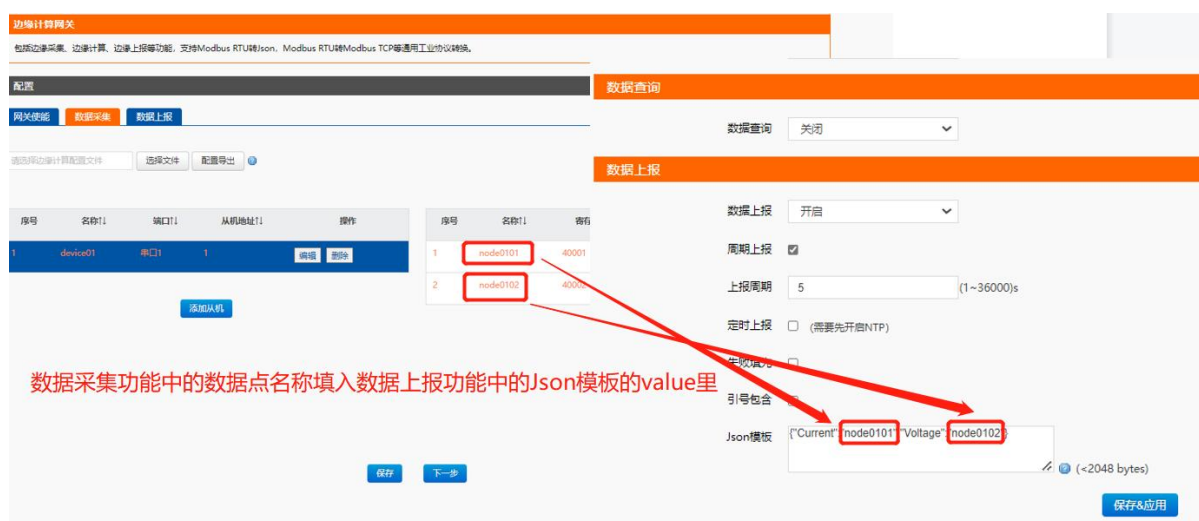 边缘计算网关
包括边缘采集、边缘计算、边缘上报等功能，支持Modbus RTU转Json、Modbus RTU转Modbus TCP等通用工业协议转换。
配置
网关使能 数据采集 数据上报
请选择边缘计算配置文件 选择文件 配置导出
序号 名称↑↓ 端口↑↓ 从机地址↑↓ 操作
1 device01 串口1 1 编辑 删除
添加从机
序号 名称↑↓
1 node0101 40001
2 node0102 40002
数据采集功能中的数据点名称填入数据上报功能中的Json模板的value里
保存 下一步
数据查询
数据查询 关闭
数据上报
数据上报 开启
周期上报
上报周期 5 (1~36000)s
定时上报 (需要先开启NTP)
失败填充
引号包含
Json模板 {"Current":"node0101","Voltage":"node0102"}
(<2048 bytes)
保存&应用